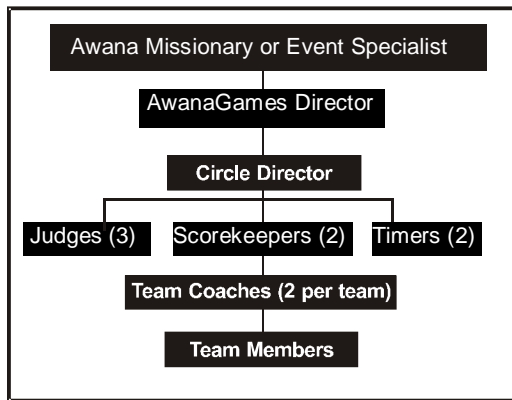 Awana Missionary or Event Specialist
AwanaGames Director
Circle Director
Judges (3)
Scorekeepers (2)
Timers (2)
Team Coaches (2 per team)
Team Members